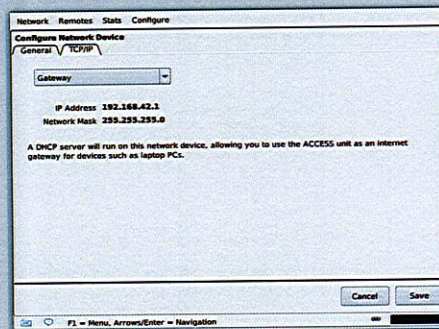 Network Remotes Stats Configure
Configure Network Device
General TCP/IP
Gateway
IP Address 192.168.42.1
Network Mask 255.255.255.0
A DHCP server will run on this network device, allowing you to use the ACCESS unit as an internet
gateway for devices such as laptop PCs.
Cancel Save
F1 = Menu, Arrows/Enter = Navigation